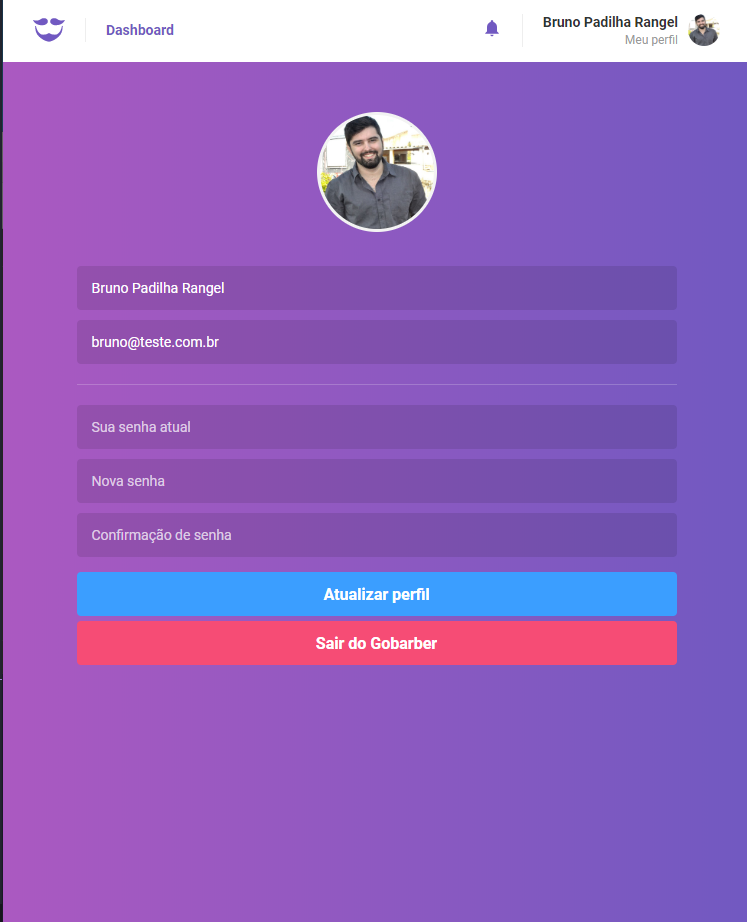 Dashboard
Bruno Padilha Rangel
Meu perfil
Bruno Padilha Rangel
bruno@teste.com.br
Sua senha atual
Nova senha
Confirmação de senha
Atualizar perfil
Sair do Gobarber